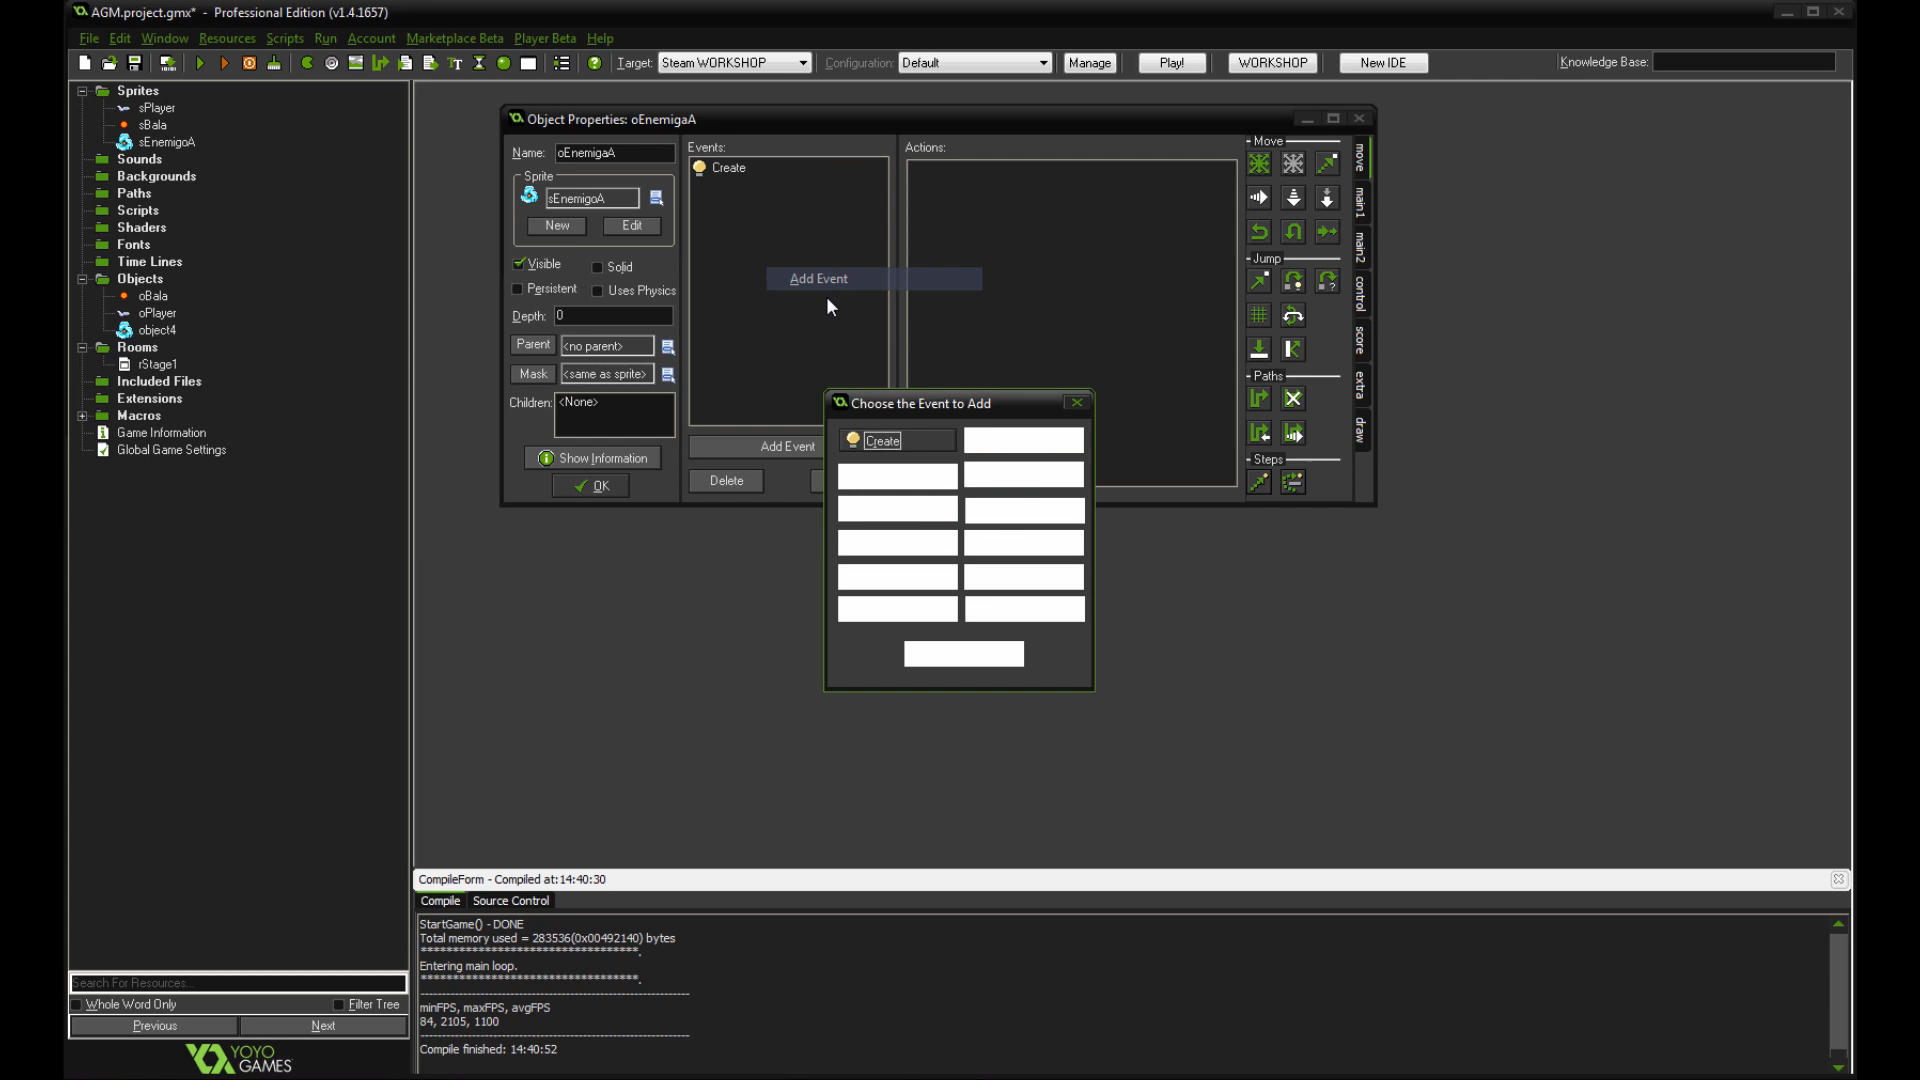 AGM.project.gmx* - Professional Edition (v1.4.1657)
File Edit Window Resources Scripts Run Account Marketplace Beta Player Beta Help
Target: Steam WORKSHOP Configuration: Default Manage Play! WORKSHOP New IDE Knowledge Base:
Sprites
sPlayer
sBala
sEnemigoA
Sounds
Backgrounds
Paths
Scripts
Shaders
Fonts
Time Lines
Objects
oBala
oPlayer
object4
Rooms
rStage1
Included Files
Extensions
Macros
Game Information
Global Game Settings
Search For Resources...
Whole Word Only Filter Tree
Previous Next
YOYO
GAMES
Object Properties: oEnemigaA
Name: oEnemigaA
Sprite
sEnemigoA
New Edit
Visible Solid
Persistent Uses Physics
Depth: 0
Parent <no parent>
Mask <same as sprite>
Children: <None>
Show Information
OK
Events:
Create
Add Event
Add Event
Delete
Actions:
Move
Jump
Paths
Steps
move
main1
main2
control
score
extra
draw
Choose the Event to Add
Create
CompileForm - Compiled at:14:40:30
Compile Source Control
StartGame() - DONE
Total memory used = 283536(0x00492140) bytes
***********************************.
Entering main loop.
***********************************.
----------------------------------------------------------------
minFPS, maxFPS, avgFPS
84, 2105, 1100
----------------------------------------------------------------
Compile finished: 14:40:52